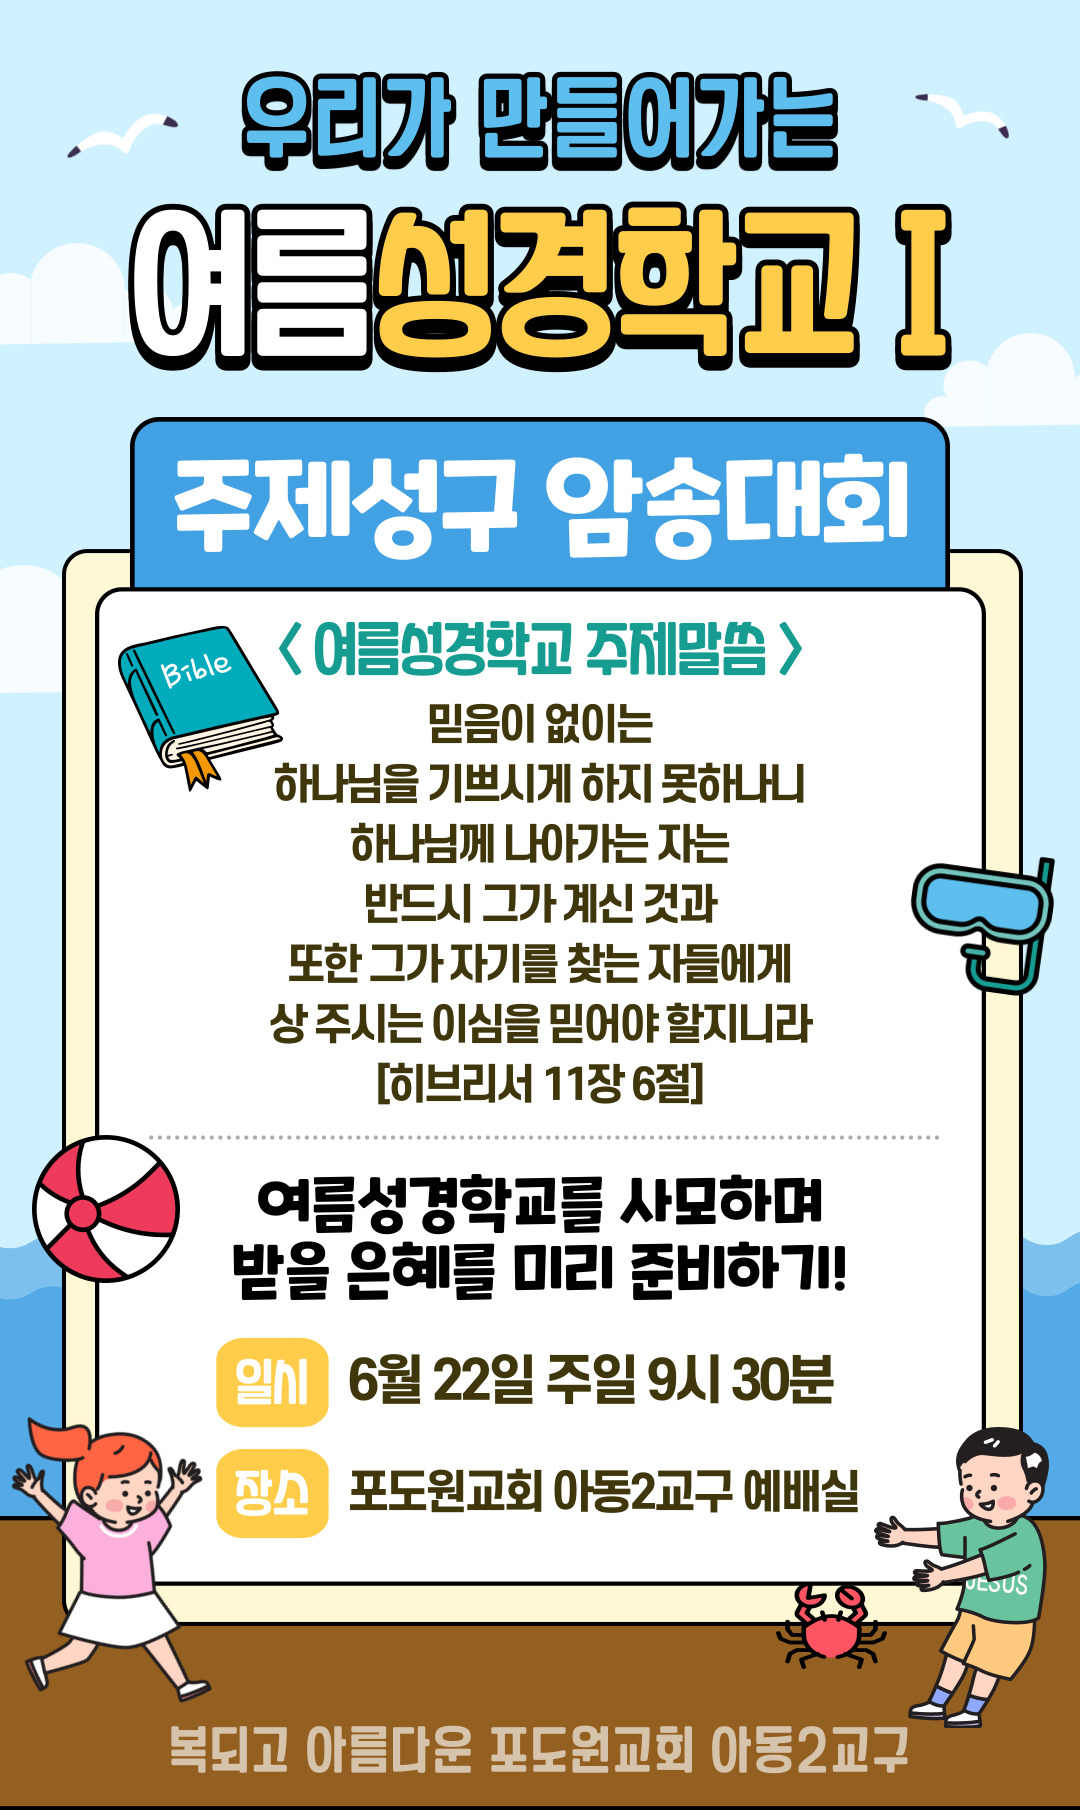 우리가 만들어가는
여름성경학교 I
주제성구 암송대회
Bible
< 여름성경학교 주제말씀 >
믿음이 없이는
하나님을 기쁘시게 하지 못하나니
하나님께 나아가는 자는
반드시 그가 계신 것과
또한 그가 자기를 찾는 자들에게
상 주시는 이심을 믿어야 할지니라
[히브리서 11장 6절]
여름성경학교를 사모하며
받을 은혜를 미리 준비하기!
일시 6월 22일 주일 9시 30분
장소 포도원교회 아동2교구 예배실
JESUS
복되고 아름다운 포도원교회 아동2교구